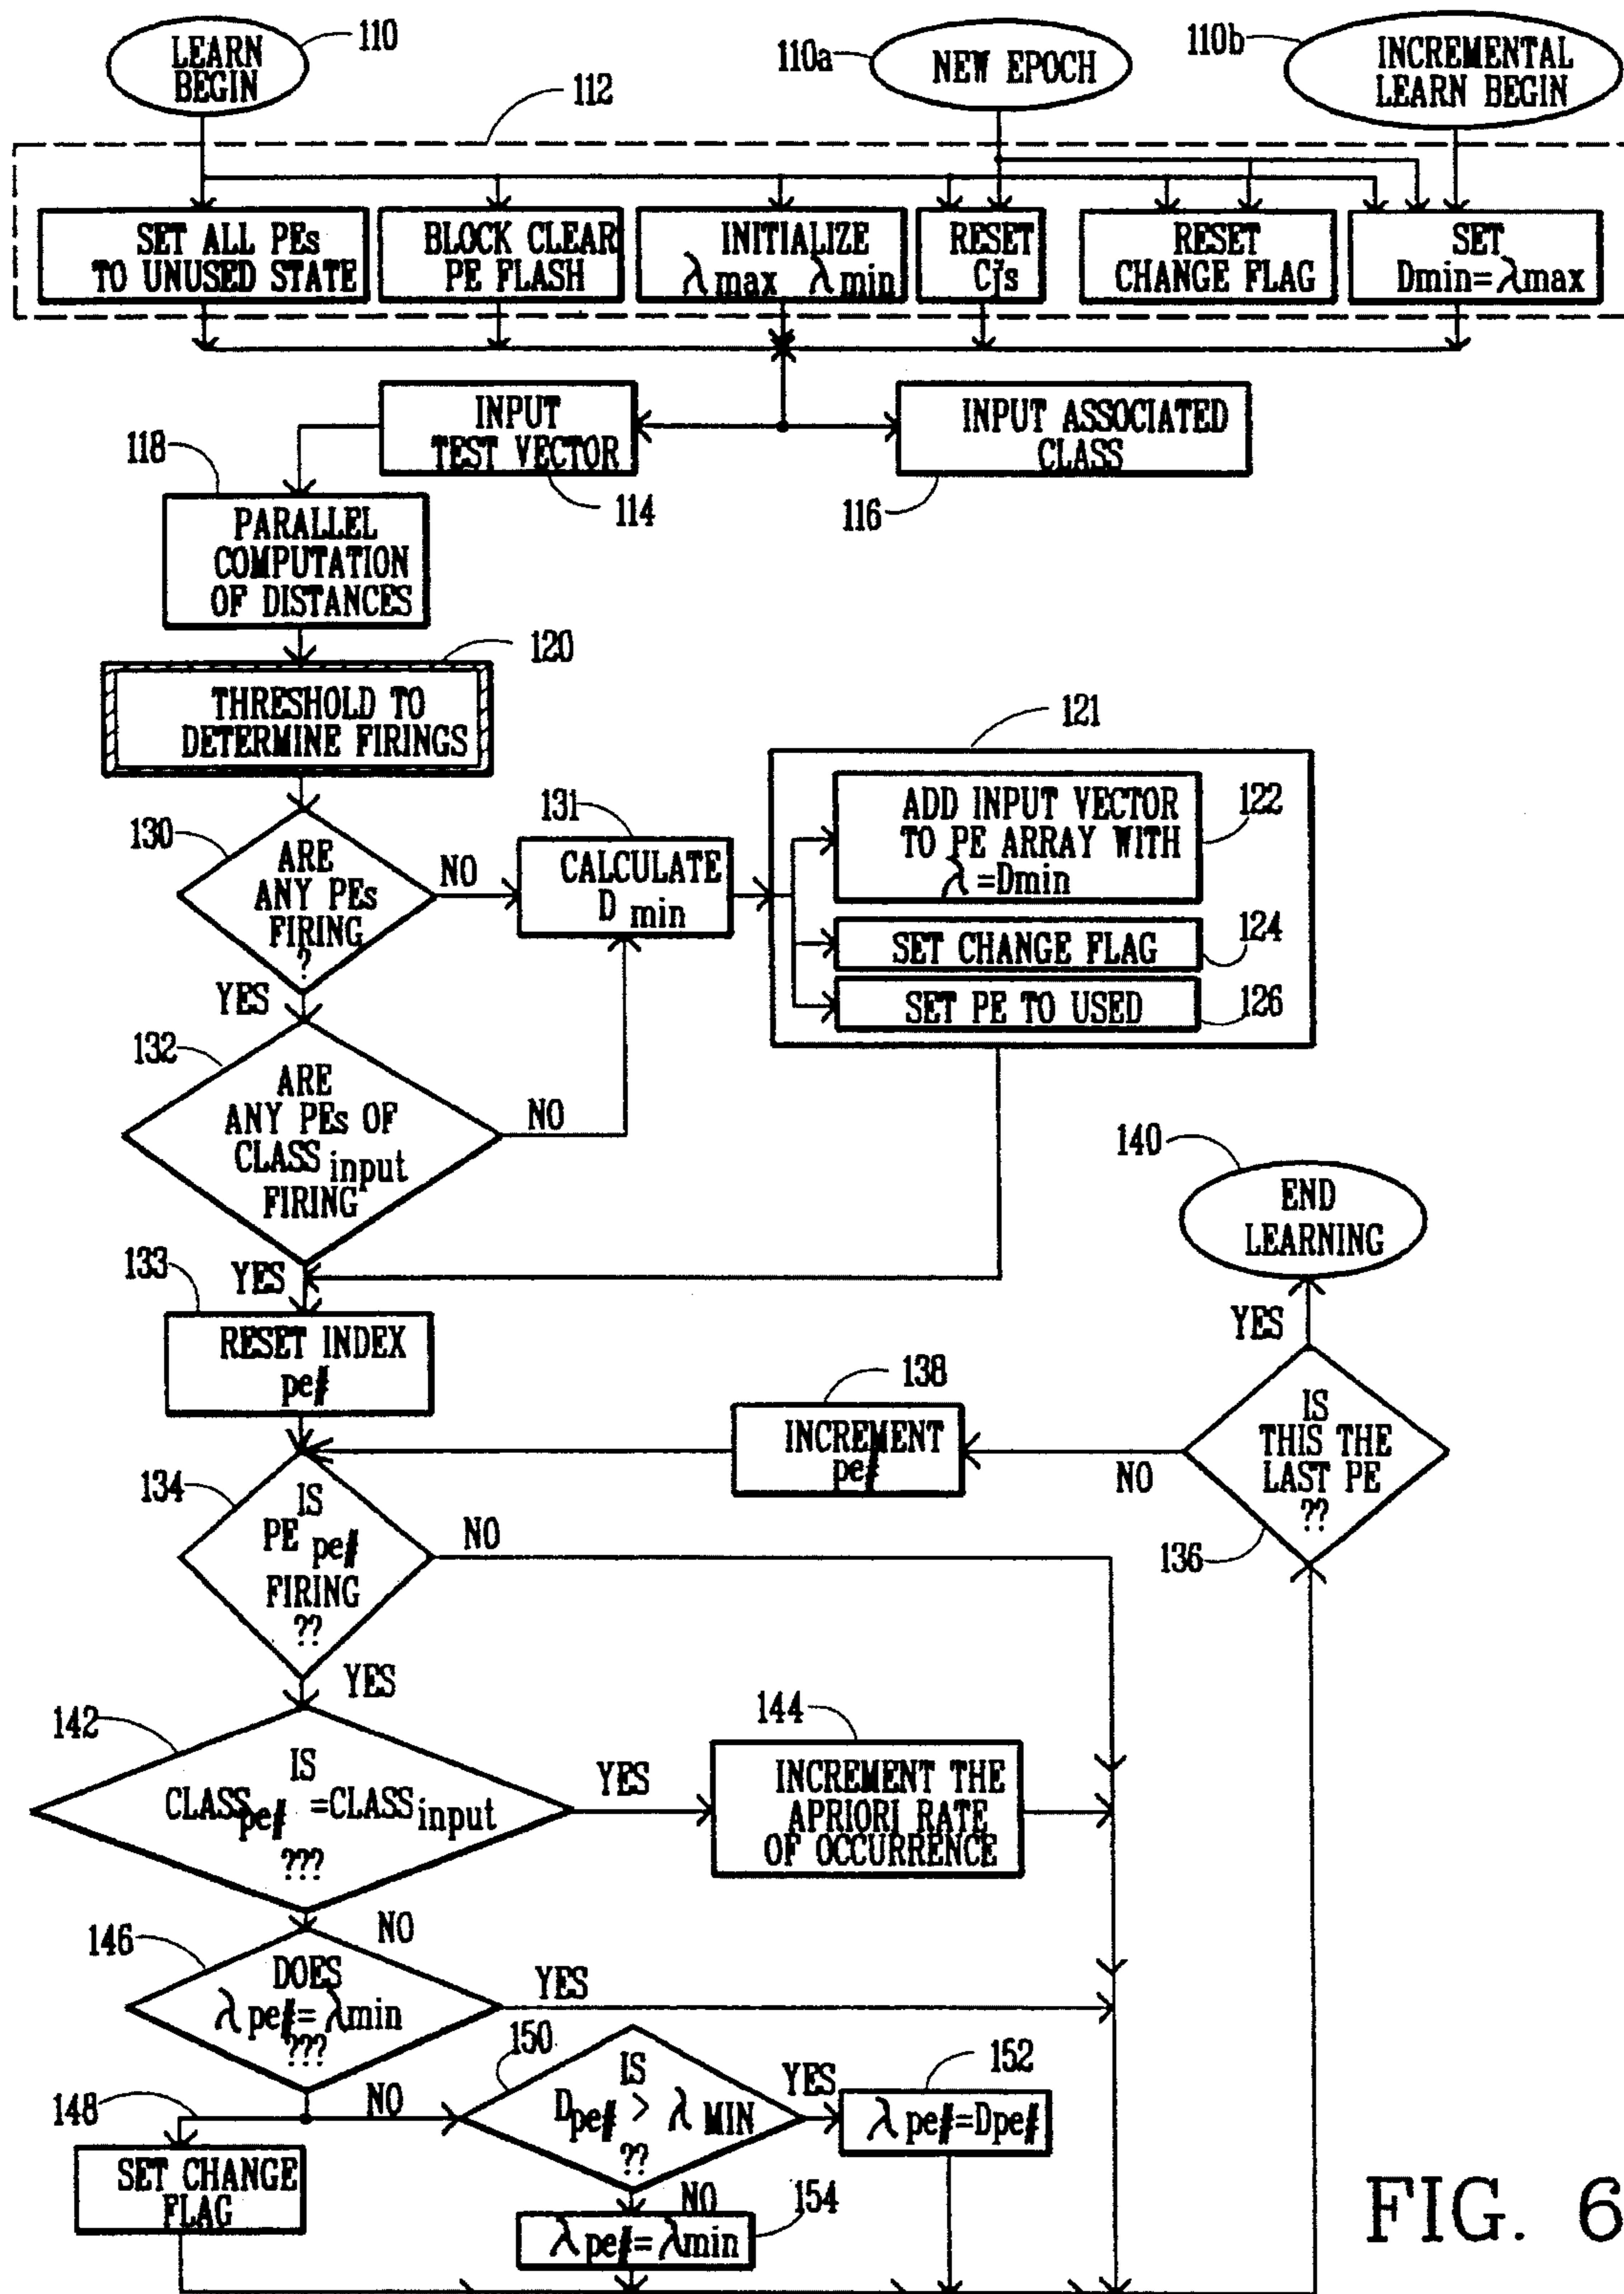 LEARN
BEGIN
110
110a
NEW EPOCH
110b
INCREMENTAL
LEARN BEGIN
112
SET ALL PEs
TO UNUSED STATE
BLOCK CLEAR
PE FLASH
INITIALIZE
λmax λmin
RESET
Cj's
RESET
CHANGE FLAG
SET
Dmin=λmax
INPUT
TEST VECTOR
114
INPUT ASSOCIATED
CLASS
116
118
PARALLEL
COMPUTATION
OF DISTANCES
120
THRESHOLD TO
DETERMINE FIRINGS
130
ARE
ANY PEs
FIRING
?
NO
YES
131
CALCULATE
D min
121
ADD INPUT VECTOR
TO PE ARRAY WITH
λ=Dmin
122
SET CHANGE FLAG
124
SET PE TO USED
126
132
ARE
ANY PEs OF
CLASS input
FIRING
NO
YES
133
RESET INDEX
pe#
140
END
LEARNING
YES
138
INCREMENT
pe#
NO
IS
THIS THE
LAST PE
??
136
134
IS
PE pe#
FIRING
??
NO
YES
142
IS
CLASSpe# =CLASSinput
???
YES
144
INCREMENT THE
APRIORI RATE
OF OCCURRENCE
NO
146
DOES
λpe#=λmin
???
YES
148
NO
SET CHANGE
FLAG
150
IS
Dpe# > λ MIN
??
YES
152
λpe#=Dpe#
NO
154
λpe#=λmin
FIG. 6